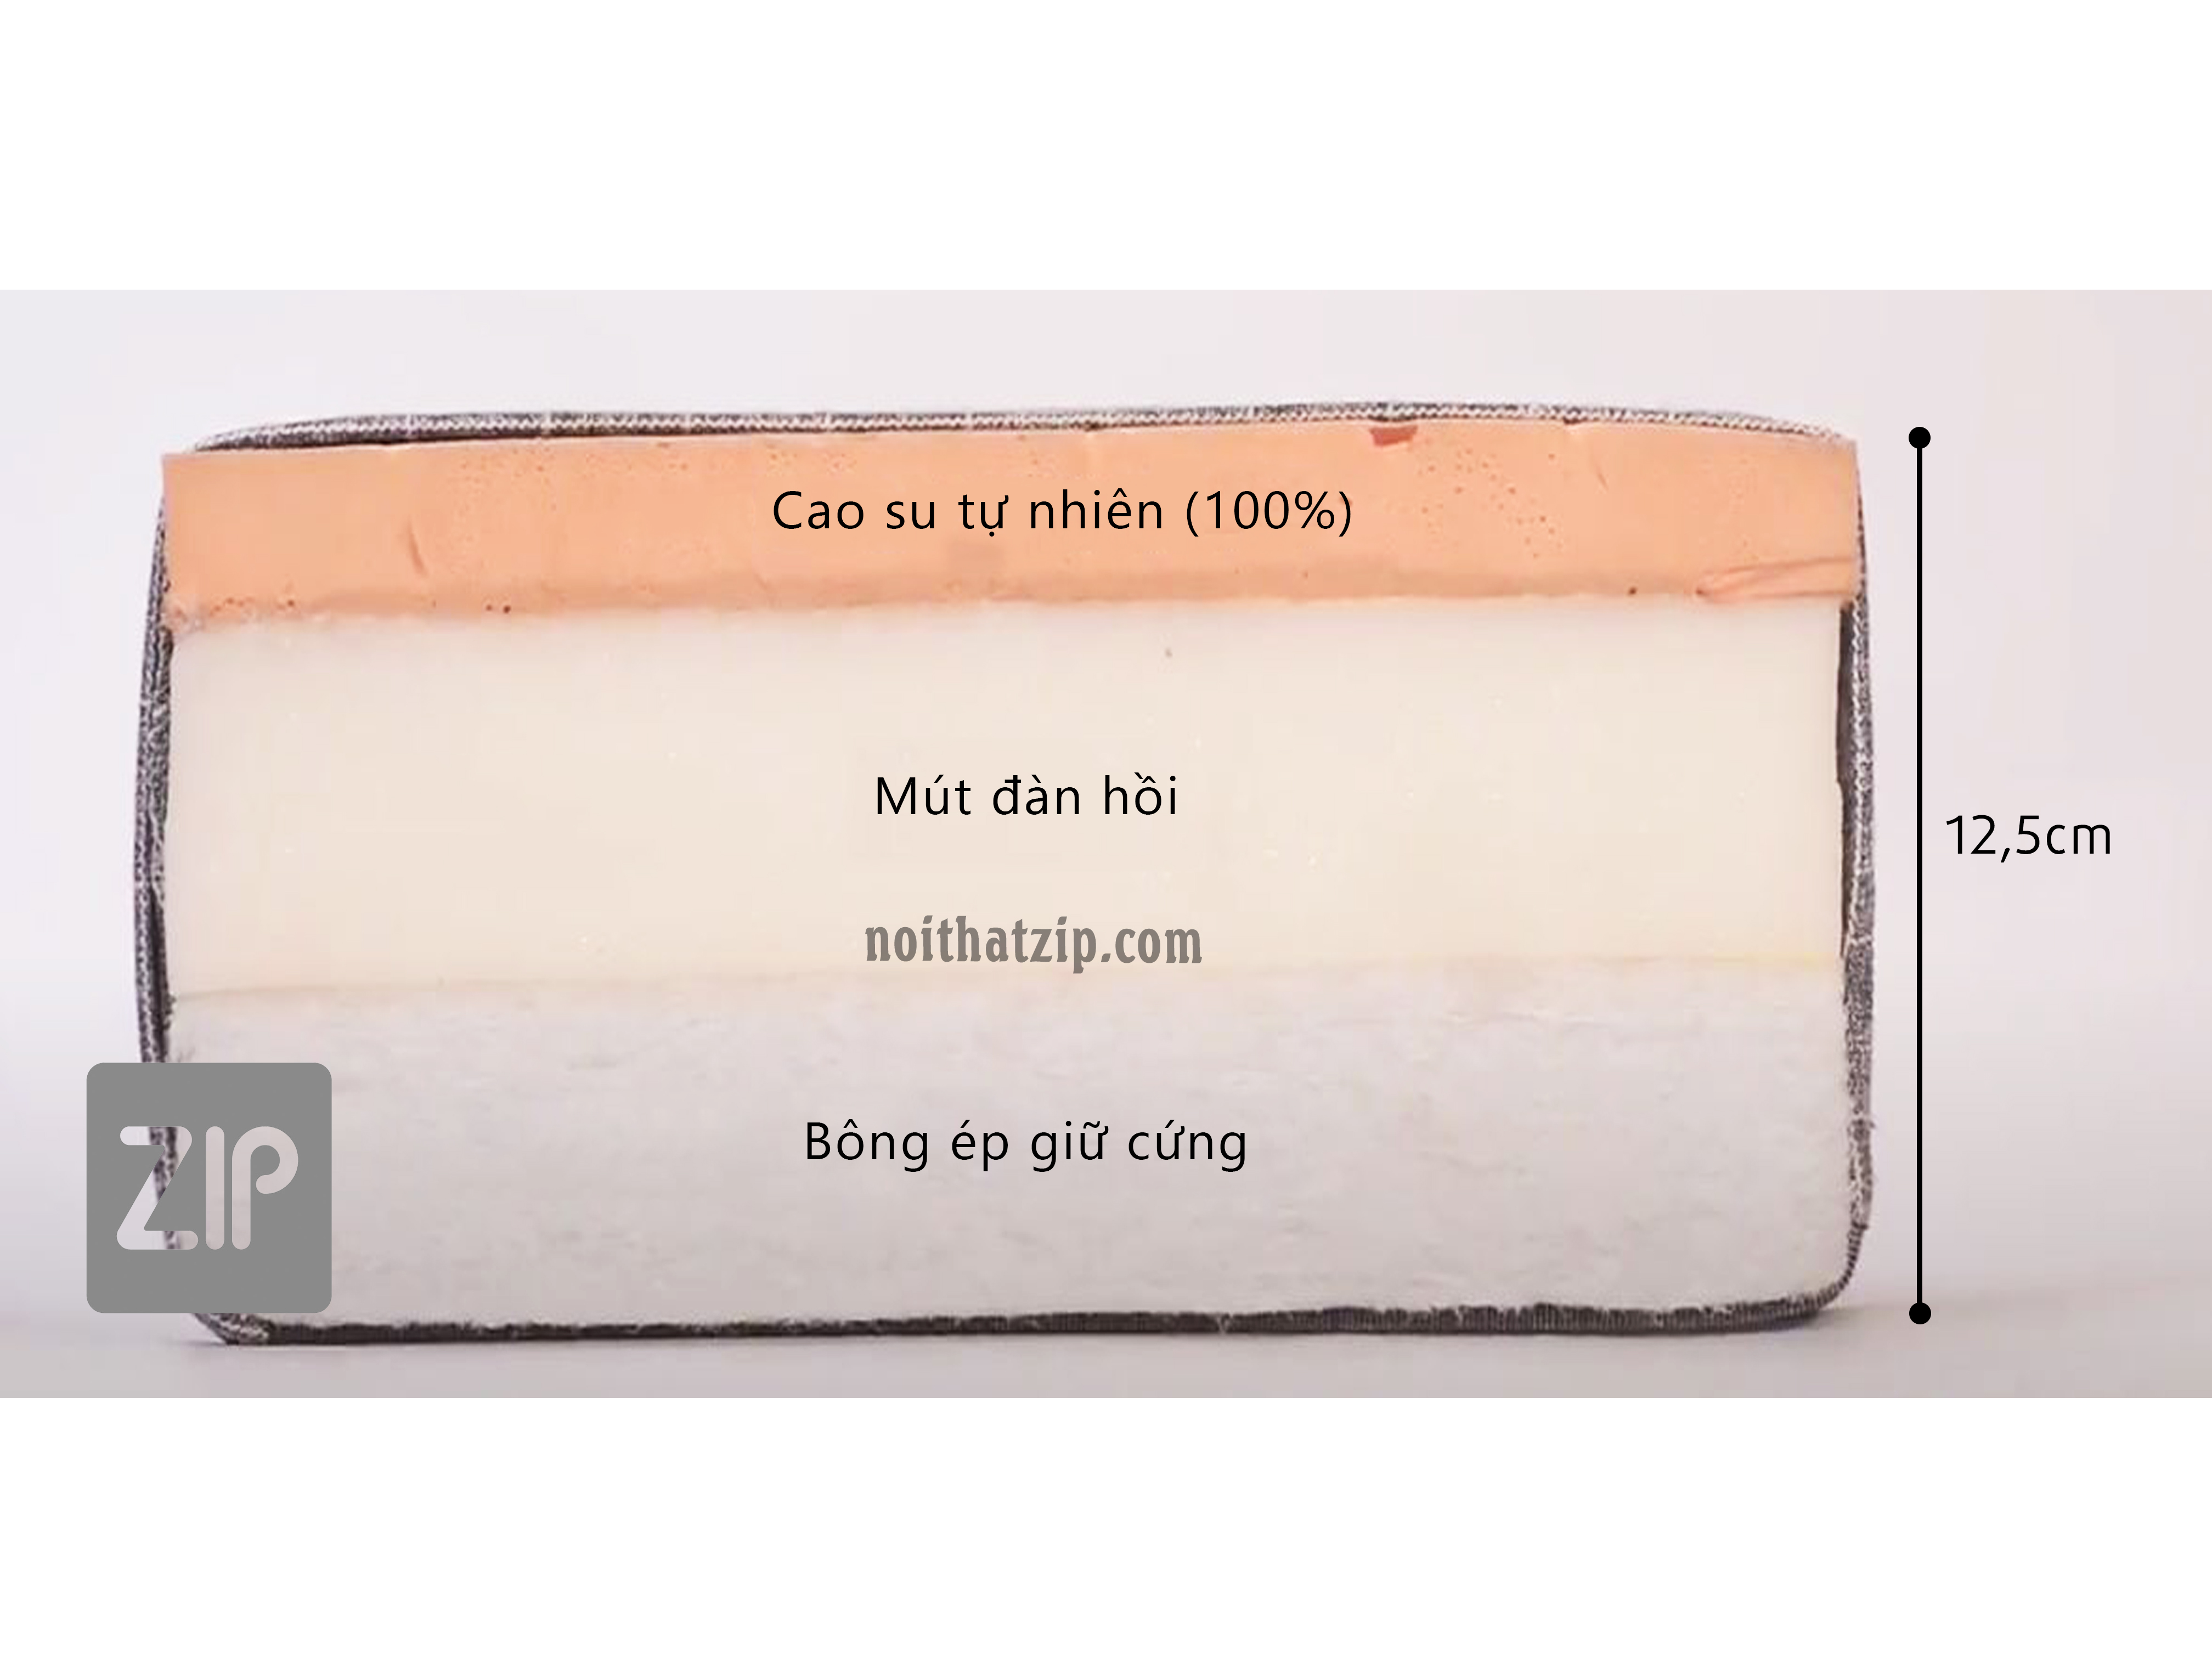 Cao su tự nhiên (100%)
Mút đàn hồi
12,5cm
noithatzip.com
Bông ép giữ cứng
ZIP